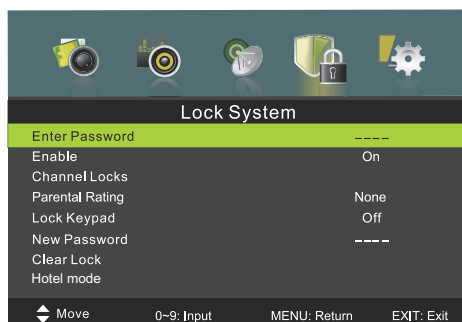 Lock System
Enter Password _ _ _ _
Enable On
Channel Locks
Parental Rating None
Lock Keypad Off
New Password _ _ _ _
Clear Lock
Hotel mode
Move 0~9: Input MENU: Return EXIT: Exit